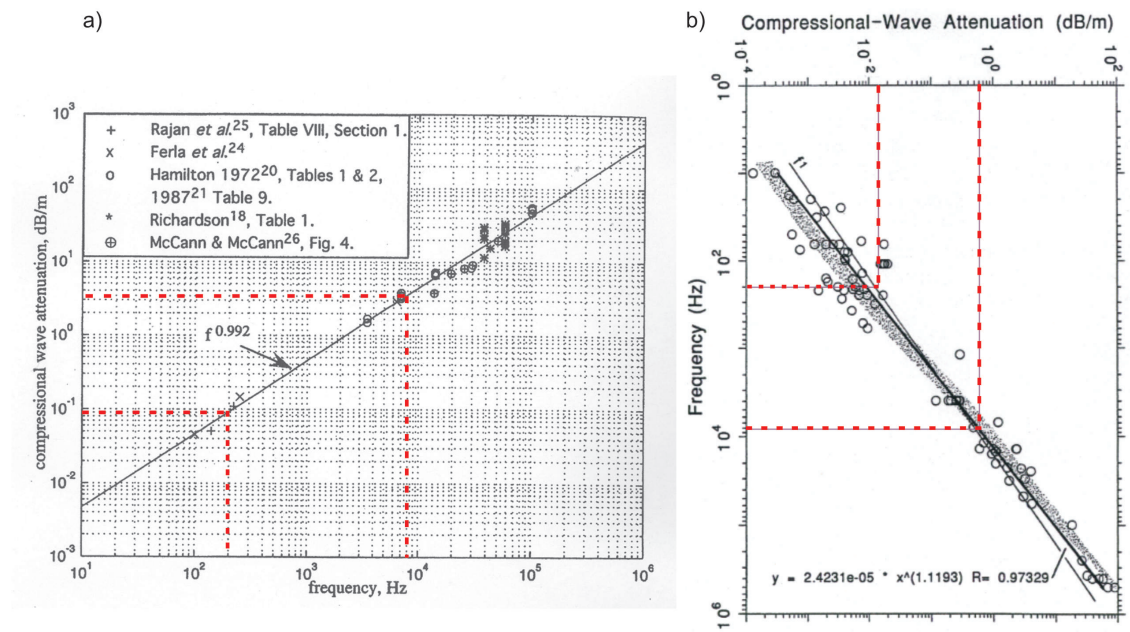 a)
10³
10²
10¹
10⁰
10⁻¹
10⁻²
10⁻³
compressional wave attenuation, dB/m
+ Rajan et al.²⁵, Table VIII, Section 1.
x Ferla et al.²⁴
o Hamilton 1972²⁰, Tables 1 & 2,
1987²¹ Table 9.
* Richardson¹⁸, Table 1.
⊕ McCann & McCann²⁶, Fig. 4.
f0.992
10¹ 10² 10³ 10⁴ 10⁵ 10⁶
frequency, Hz
b)
Compressional-Wave Attenuation (dB/m)
10⁻⁴ 10⁻² 10⁰ 10²
10⁰
10²
10⁴
10⁶
Frequency (Hz)
f1
y = 2.4231e-05 * x^(1.1193) R= 0.97329